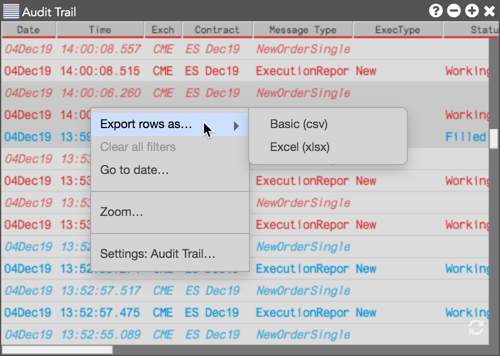 Audit Trail
Date Time Exch Contract Message Type ExecType Statu
04Dec19 14:00:08.557 CME ES Dec19 NewOrderSingle
04Dec19 14:00:08.515 CME ES Dec19 ExecutionRepor New Working
04Dec19 14:00:06.260 CME ES Dec19 NewOrderSingle
04Dec19 14:00 Working
04Dec19 13:59 Filled
04Dec19 13:53
04Dec19 13:53 ExecutionRepor New Working
04Dec19 13:53 NewOrderSingle
04Dec19 13:53 ExecutionRepor New Working
04Dec19 13:52 NewOrderSingle
04Dec19 13:52 ExecutionRepor New Working
04Dec19 13:52:57.517 CME ES Dec19 NewOrderSingle
04Dec19 13:52:57.475 CME ES Dec19 ExecutionRepor New Working
04Dec19 13:52:55.089 CME ES Dec19 NewOrderSingle
Export rows as...
Clear all filters
Go to date...
Zoom...
Settings: Audit Trail...
Basic (csv)
Excel (xlsx)